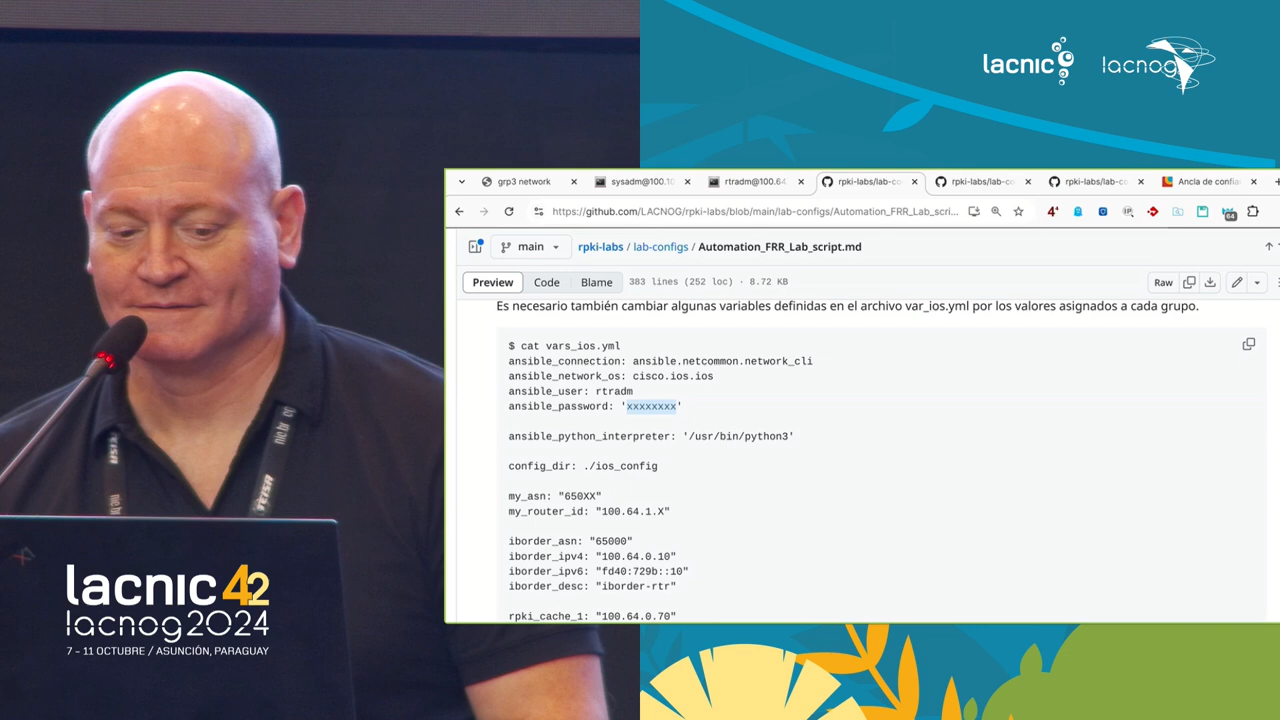 lacnic
lacnog
grp3 network
sysadm@100.10
rtradm@100.64.
rpki-labs/lab-co
rpki-labs/lab-co
rpki-labs/lab-co
Ancla de confia
https://github.com/LACNOG/rpki-labs/blob/main/lab-configs/Automation_FRR_Lab_scri...
main
rpki-labs / lab-configs / Automation_FRR_Lab_script.md
Preview
Code
Blame
383 lines (252 loc) · 8.72 KB
Raw
Es necesario también cambiar algunas variables definidas en el archivo var_ios.yml por los valores asignados a cada grupo.
$ cat vars_ios.yml
ansible_connection: ansible.netcommon.network_cli
ansible_network_os: cisco.ios.ios
ansible_user: rtradm
ansible_password: 'xxxxxxxx'
ansible_python_interpreter: '/usr/bin/python3'
config_dir: ./ios_config
my_asn: "650XX"
my_router_id: "100.64.1.X"
iborder_asn: "65000"
iborder_ipv4: "100.64.0.10"
iborder_ipv6: "fd40:729b::10"
iborder_desc: "iborder-rtr"
rpki_cache_1: "100.64.0.70"
nic.br
TEISA
lacnic 42
lacnog2024
7 - 11 OCTUBRE / ASUNCIÓN, PARAGUAY